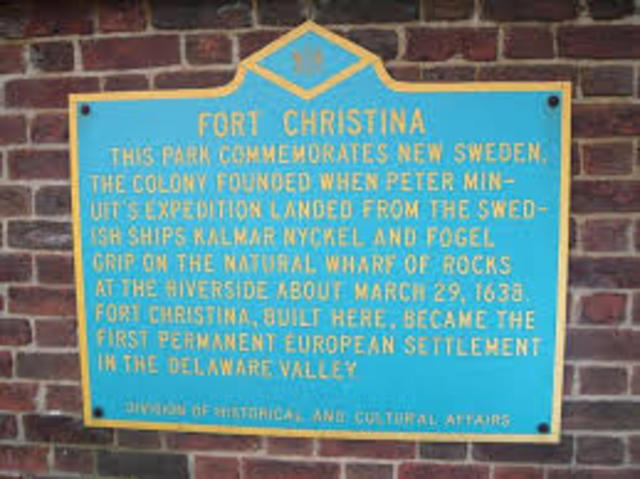 FORT CHRISTINA
THIS PARK COMMEMORATES NEW SWEDEN,
THE COLONY FOUNDED WHEN PETER MIN-
UIT'S EXPEDITION LANDED FROM THE SWED-
ISH SHIPS KALMAR NYCKEL AND FOGEL
GRIP ON THE NATURAL WHARF OF ROCKS
AT THE RIVERSIDE ABOUT MARCH 29, 1638.
FORT CHRISTINA, BUILT HERE, BECAME THE
FIRST PERMANENT EUROPEAN SETTLEMENT
IN THE DELAWARE VALLEY
DIVISION OF HISTORICAL AND CULTURAL AFFAIRS